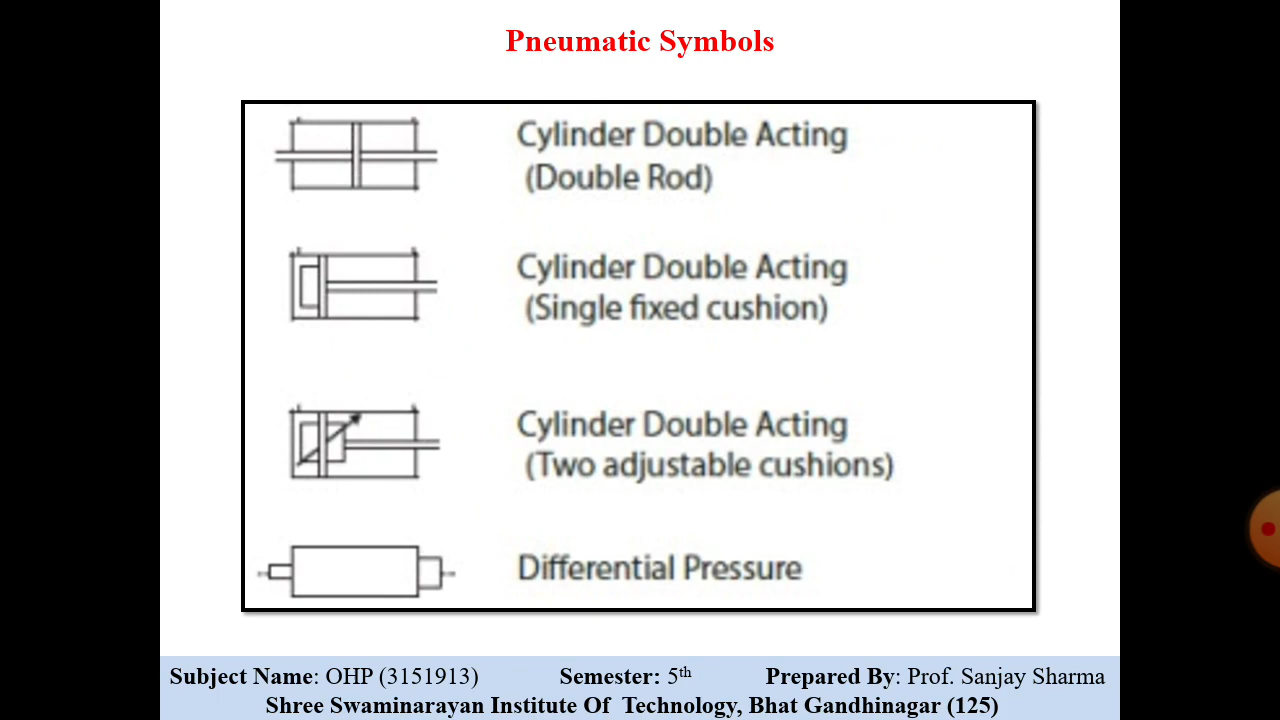 Pneumatic Symbols
Cylinder Double Acting
(Double Rod)
Cylinder Double Acting
(Single fixed cushion)
Cylinder Double Acting
(Two adjustable cushions)
Differential Pressure
Subject Name: OHP (3151913) Semester: 5th Prepared By: Prof. Sanjay Sharma
Shree Swaminarayan Institute Of Technology, Bhat Gandhinagar (125)